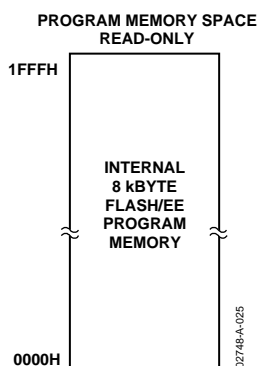 PROGRAM MEMORY SPACE
READ-ONLY
1FFFH
INTERNAL
8 kBYTE
FLASH/EE
PROGRAM
MEMORY
0000H
02748-A-025